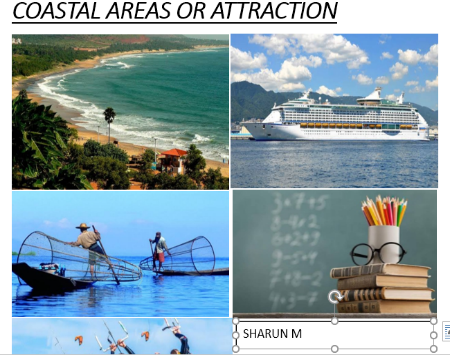 COASTAL AREAS OR ATTRACTION
SHARUN M